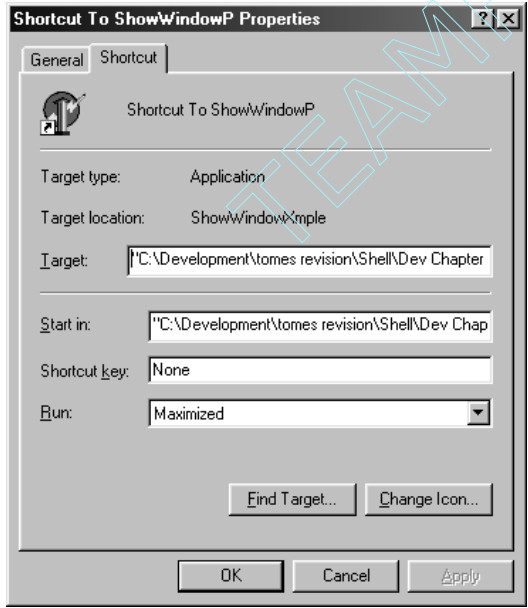 Shortcut To ShowWindowP Properties
General Shortcut
Shortcut To ShowWindowP
Target type: Application
Target location: ShowWindowXmple
Target: "C:\Development\tomes revision\Shell\Dev Chapter
Start in: "C:\Development\tomes revision\Shell\Dev Chap
Shortcut key: None
Run: Maximized
Find Target... Change Icon...
OK Cancel Apply
TEAM